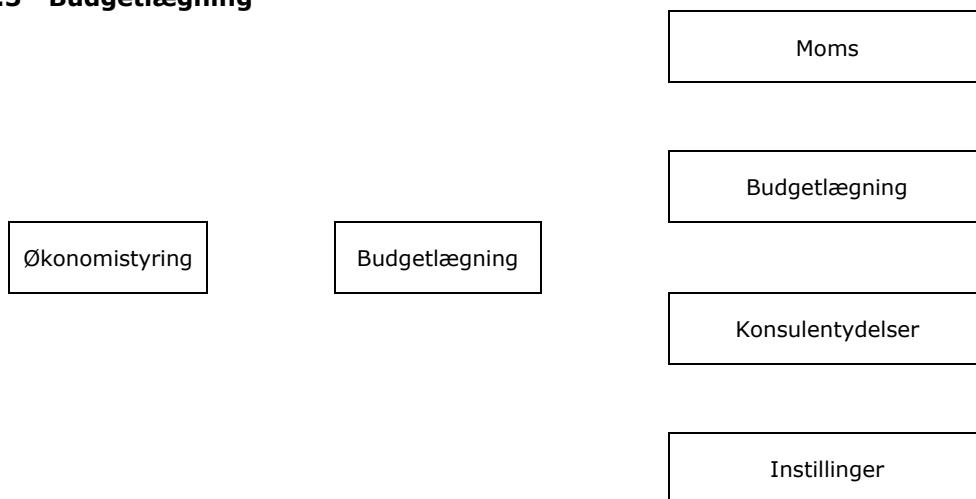 Budgetlægning
Moms
Budgetlægning
Økonomistyring
Budgetlægning
Konsulentydelser
Instillinger